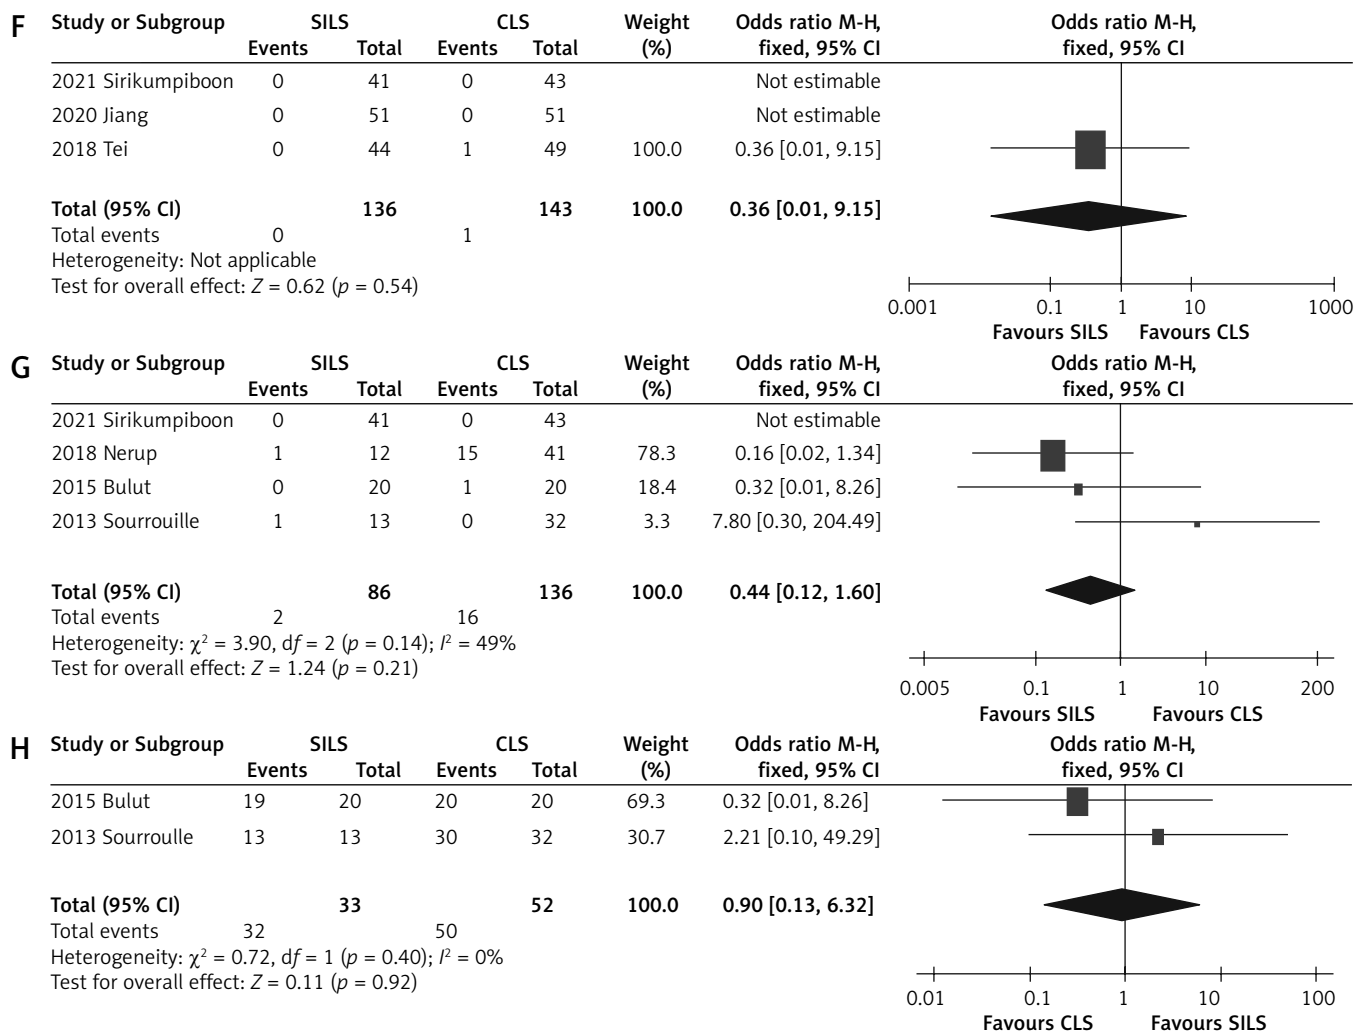 F Study or Subgroup SILS CLS Weight Odds ratio M-H, Odds ratio M-H,
Events Total Events Total (%) fixed, 95% CI fixed, 95% CI
2021 Sirikumpiboon 0 41 0 43 Not estimable
2020 Jiang 0 51 0 51 Not estimable
2018 Tei 0 44 1 49 100.0 0.36 [0.01, 9.15]
Total (95% CI) 136 143 100.0 0.36 [0.01, 9.15]
Total events 0 1
Heterogeneity: Not applicable
Test for overall effect: Z = 0.62 (p = 0.54)
0.001 0.1 1 10 1000
Favours SILS Favours CLS
G Study or Subgroup SILS CLS Weight Odds ratio M-H, Odds ratio M-H,
Events Total Events Total (%) fixed, 95% CI fixed, 95% CI
2021 Sirikumpiboon 0 41 0 43 Not estimable
2018 Nerup 1 12 15 41 78.3 0.16 [0.02, 1.34]
2015 Bulut 0 20 1 20 18.4 0.32 [0.01, 8.26]
2013 Sourrouille 1 13 0 32 3.3 7.80 [0.30, 204.49]
Total (95% CI) 86 136 100.0 0.44 [0.12, 1.60]
Total events 2 16
Heterogeneity: χ² = 3.90, df = 2 (p = 0.14); I² = 49%
Test for overall effect: Z = 1.24 (p = 0.21)
0.005 0.1 1 10 200
Favours SILS Favours CLS
H Study or Subgroup SILS CLS Weight Odds ratio M-H, Odds ratio M-H,
Events Total Events Total (%) fixed, 95% CI fixed, 95% CI
2015 Bulut 19 20 20 20 69.3 0.32 [0.01, 8.26]
2013 Sourroulle 13 13 30 32 30.7 2.21 [0.10, 49.29]
Total (95% CI) 33 52 100.0 0.90 [0.13, 6.32]
Total events 32 50
Heterogeneity: χ² = 0.72, df = 1 (p = 0.40); I² = 0%
Test for overall effect: Z = 0.11 (p = 0.92)
0.01 0.1 1 10 100
Favours CLS Favours SILS